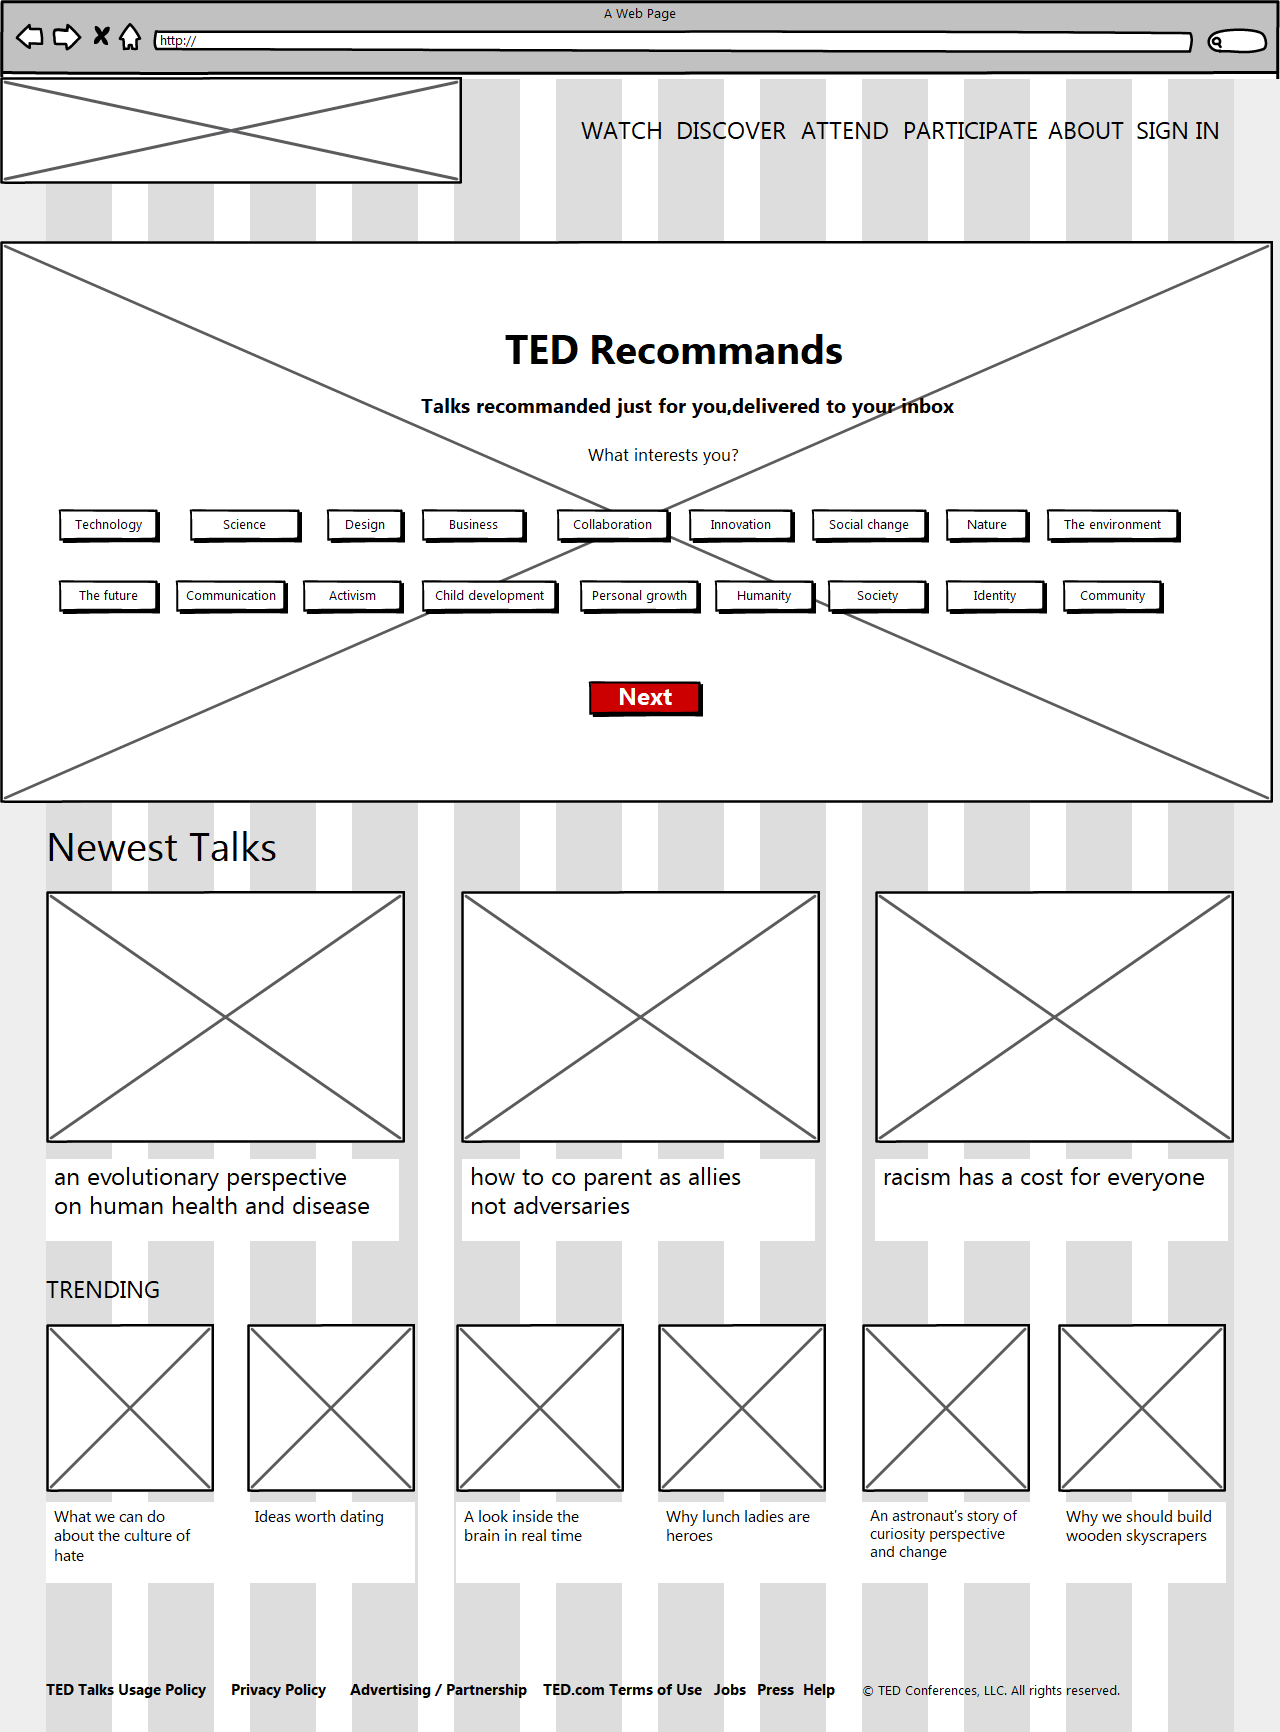 A Web Page
http://
WATCH DISCOVER ATTEND PARTICIPATE ABOUT SIGN IN
TED Recommands
Talks recommanded just for you,delivered to your inbox
What interests you?
Technology Science Design Business Collaboration Innovation Social change Nature The environment
The future Communication Activism Child development Personal growth Humanity Society Identity Community
Next
Newest Talks
an evolutionary perspective
on human health and disease
how to co parent as allies
not adversaries
racism has a cost for everyone
TRENDING
What we can do
about the culture of
hate
Ideas worth dating
A look inside the
brain in real time
Why lunch ladies are
heroes
An astronaut's story of
curiosity perspective
and change
Why we should build
wooden skyscrapers
TED Talks Usage Policy Privacy Policy Advertising / Partnership TED.com Terms of Use Jobs Press Help © TED Conferences, LLC. All rights reserved.